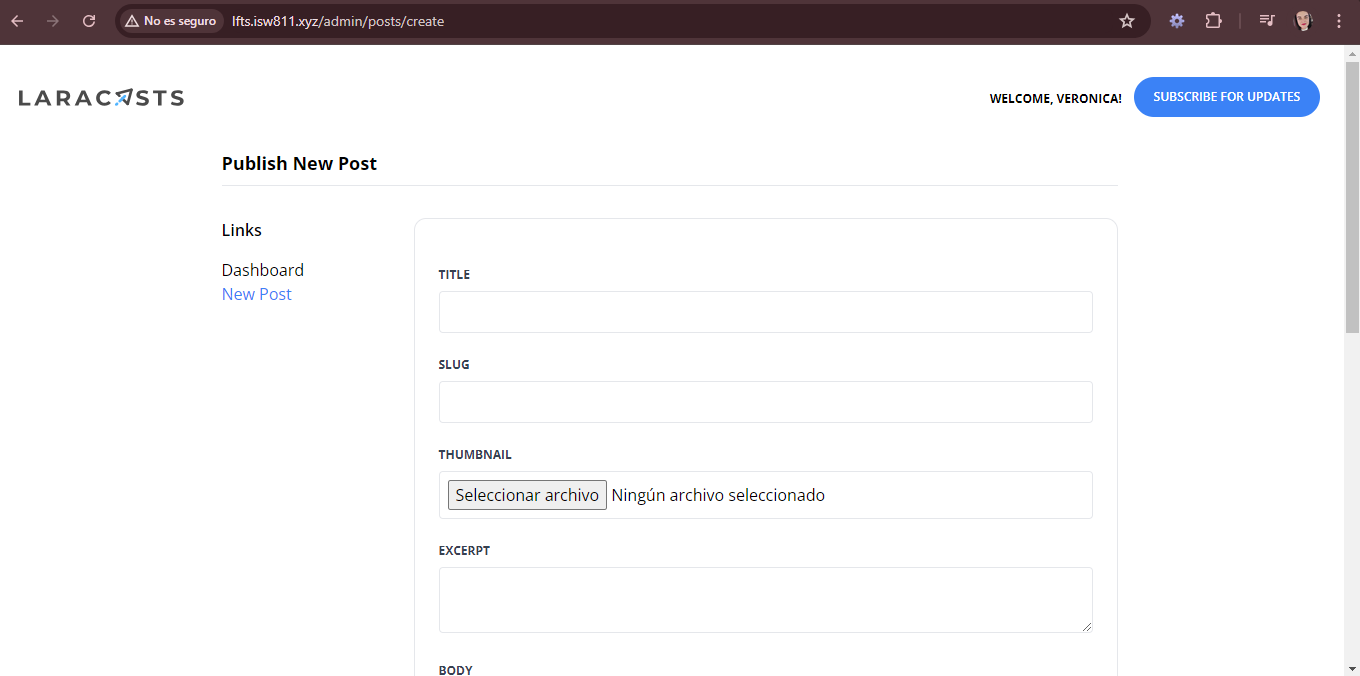 No es seguro lfts.isw811.xyz/admin/posts/create
LARACASTS
WELCOME, VERONICA! SUBSCRIBE FOR UPDATES
Publish New Post
Links
Dashboard
New Post
TITLE
SLUG
THUMBNAIL
Seleccionar archivo Ningún archivo seleccionado
EXCERPT
BODY